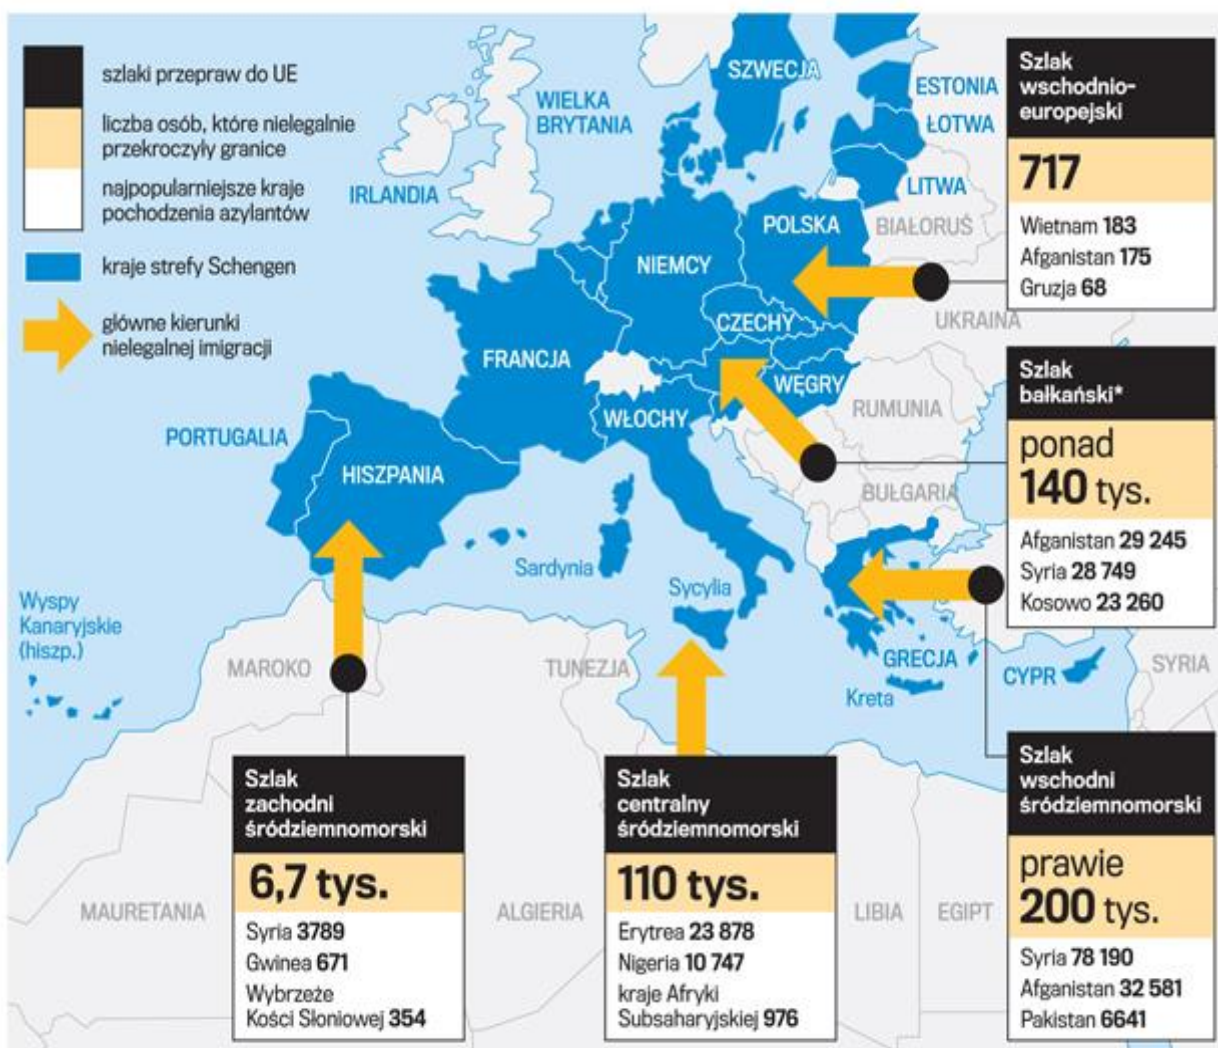 szlaki przepraw do UE
liczba osób, które nielegalnie
przekroczyły granice
najpopularniejsze kraje
pochodzenia azylantów
kraje strefy Schengen
główne kierunki
nielegalnej imigracji
SZWECJA
WIELKA
BRYTANIA
IRLANDIA
ESTONIA
ŁOTWA
LITWA
POLSKA
BIAŁORUŚ
NIEMCY
CZECHY
UKRAINA
FRANCJA
WĘGRY
WŁOCHY
RUMUNIA
PORTUGALIA
HISZPANIA
BUŁGARIA
Sardynia
Sycylia
Wyspy
Kanaryjskie
(hiszp.)
MAROKO
TUNEZJA
GRECJA
Kreta
CYPR
SYRIA
MAURETANIA
ALGIERIA
LIBIA
EGIPT
Szlak
wschodnio-
europejski
717
Wietnam 183
Afganistan 175
Gruzja 68
Szlak
bałkański*
ponad
140 tys.
Afganistan 29 245
Syria 28 749
Kosowo 23 260
Szlak
zachodni
śródziemnomorski
6,7 tys.
Syria 3789
Gwinea 671
Wybrzeże
Kości Słoniowej 354
Szlak
centralny
śródziemnomorski
110 tys.
Erytrea 23 878
Nigeria 10 747
kraje Afryki
Subsaharyjskiej 976
Szlak
wschodni
śródziemnomorski
prawie
200 tys.
Syria 78 190
Afganistan 32 581
Pakistan 6641